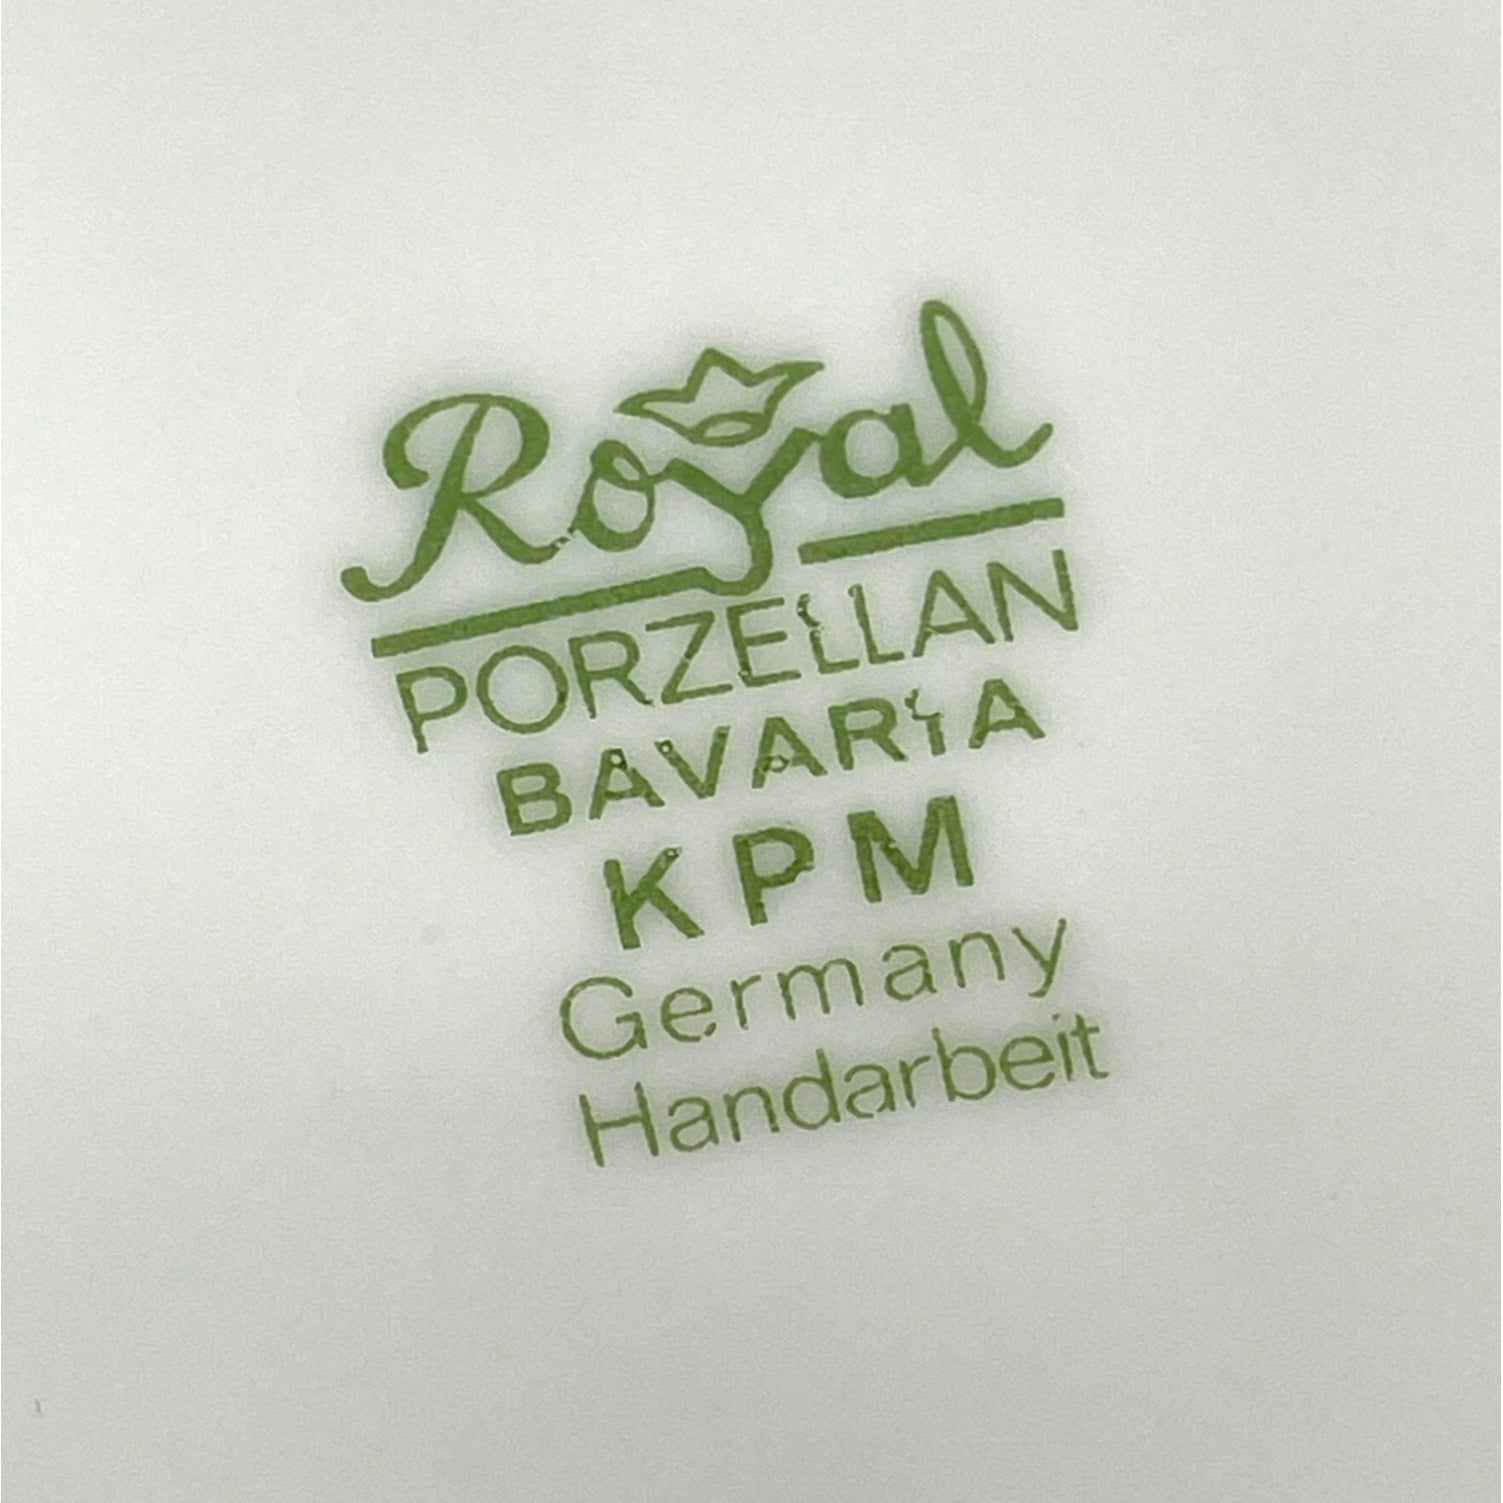 Royal
PORZELLAN
BAVARIA
KPM
Germany
Handarbeit